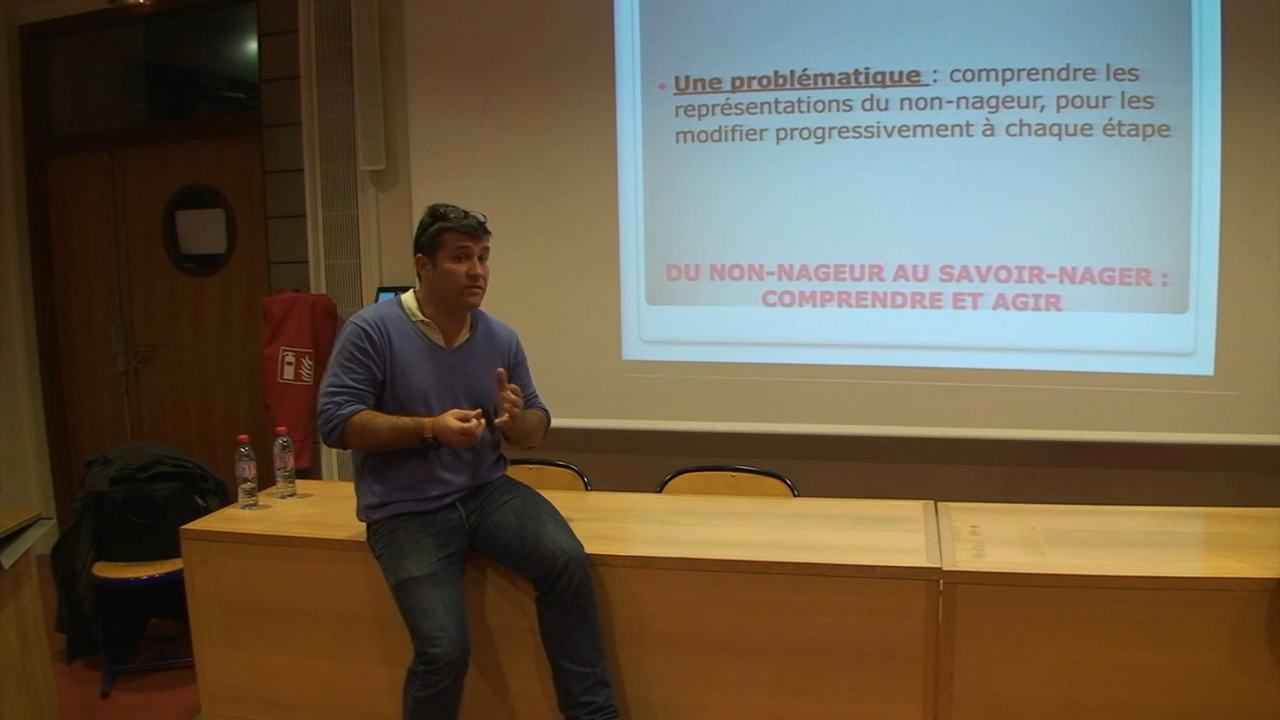 • Une problématique : comprendre les
représentations du non-nageur, pour les
modifier progressivement à chaque étape
DU NON-NAGEUR AU SAVOIR-NAGER :
COMPRENDRE ET AGIR